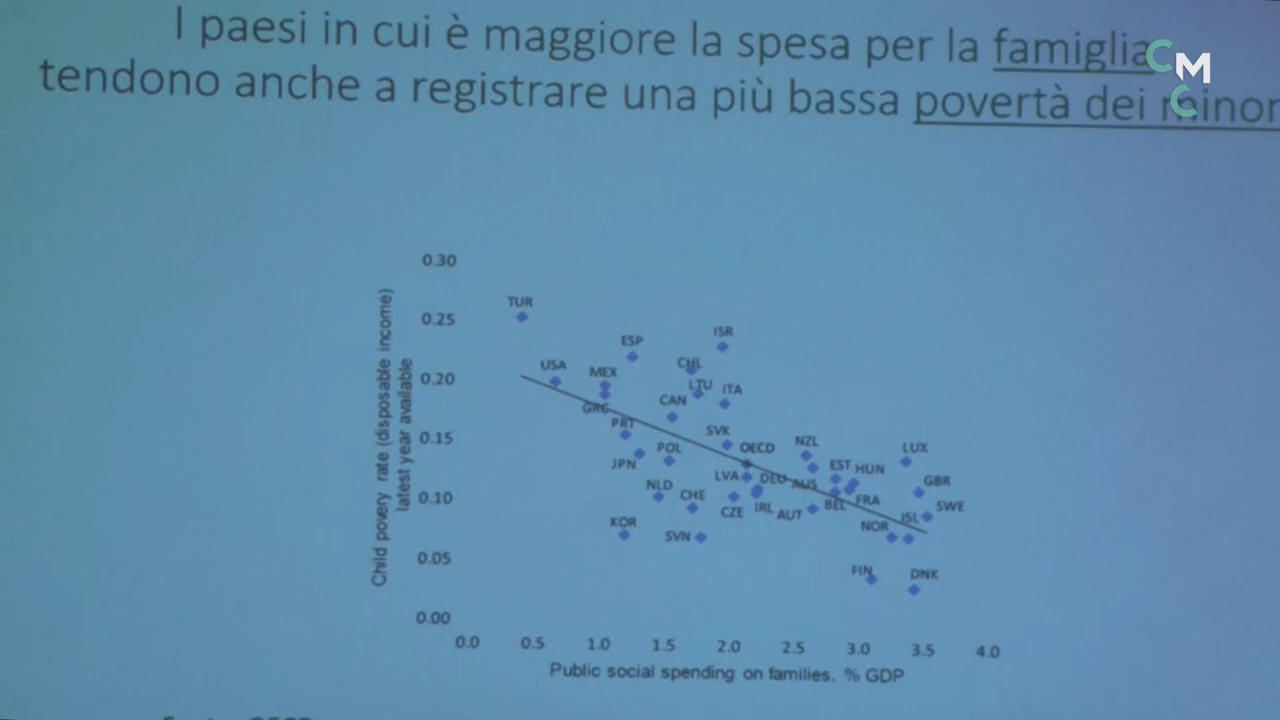 I paesi in cui è maggiore la spesa per la famiglia
tendono anche a registrare una più bassa povertà dei minor
CMC
Child povery rate (disposable income)
latest year available
0.30
0.25
0.20
0.15
0.10
0.05
0.00
TUR
ISR
ESP
USA
MEX
CHL
LTU
ITA
GRC
CAN
PRT
SVK
NZL
JPN
POL
OECD
LUX
LVA
DEU
AUS
EST
HUN
NLD
CHE
GBR
CZE
IRL
AUT
BEL
FRA
SWE
KOR
SVN
NOR
ISL
FIN
DNK
0.0 0.5 1.0 1.5 2.0 2.5 3.0 3.5 4.0
Public social spending on families, % GDP